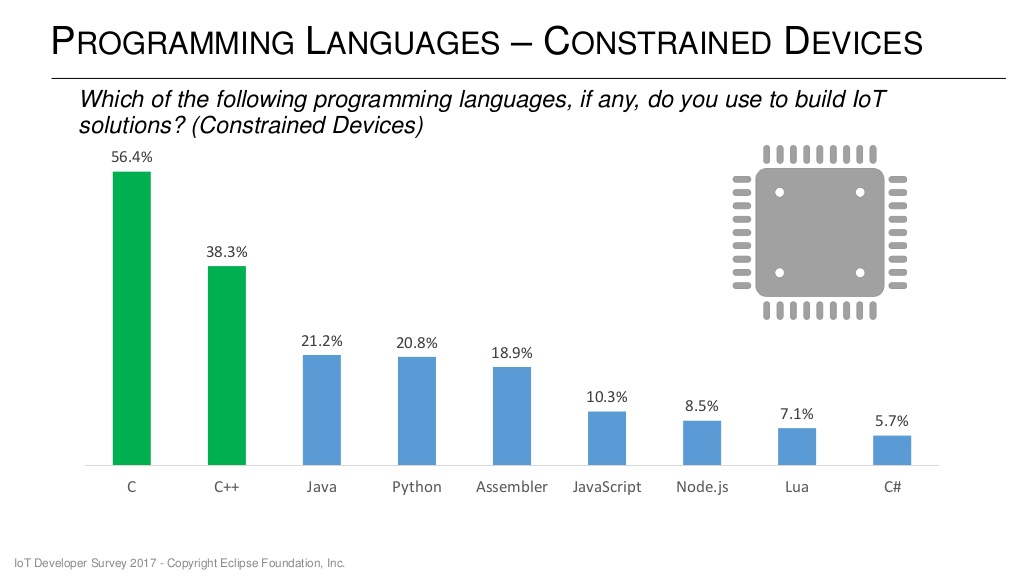 PROGRAMMING LANGUAGES – CONSTRAINED DEVICES
Which of the following programming languages, if any, do you use to build IoT
solutions? (Constrained Devices)
56.4%
38.3%
21.2%
20.8%
18.9%
10.3%
8.5%
7.1%
5.7%
C
C++
Java
Python
Assembler
JavaScript
Node.js
Lua
C#
IoT Developer Survey 2017 - Copyright Eclipse Foundation, Inc.